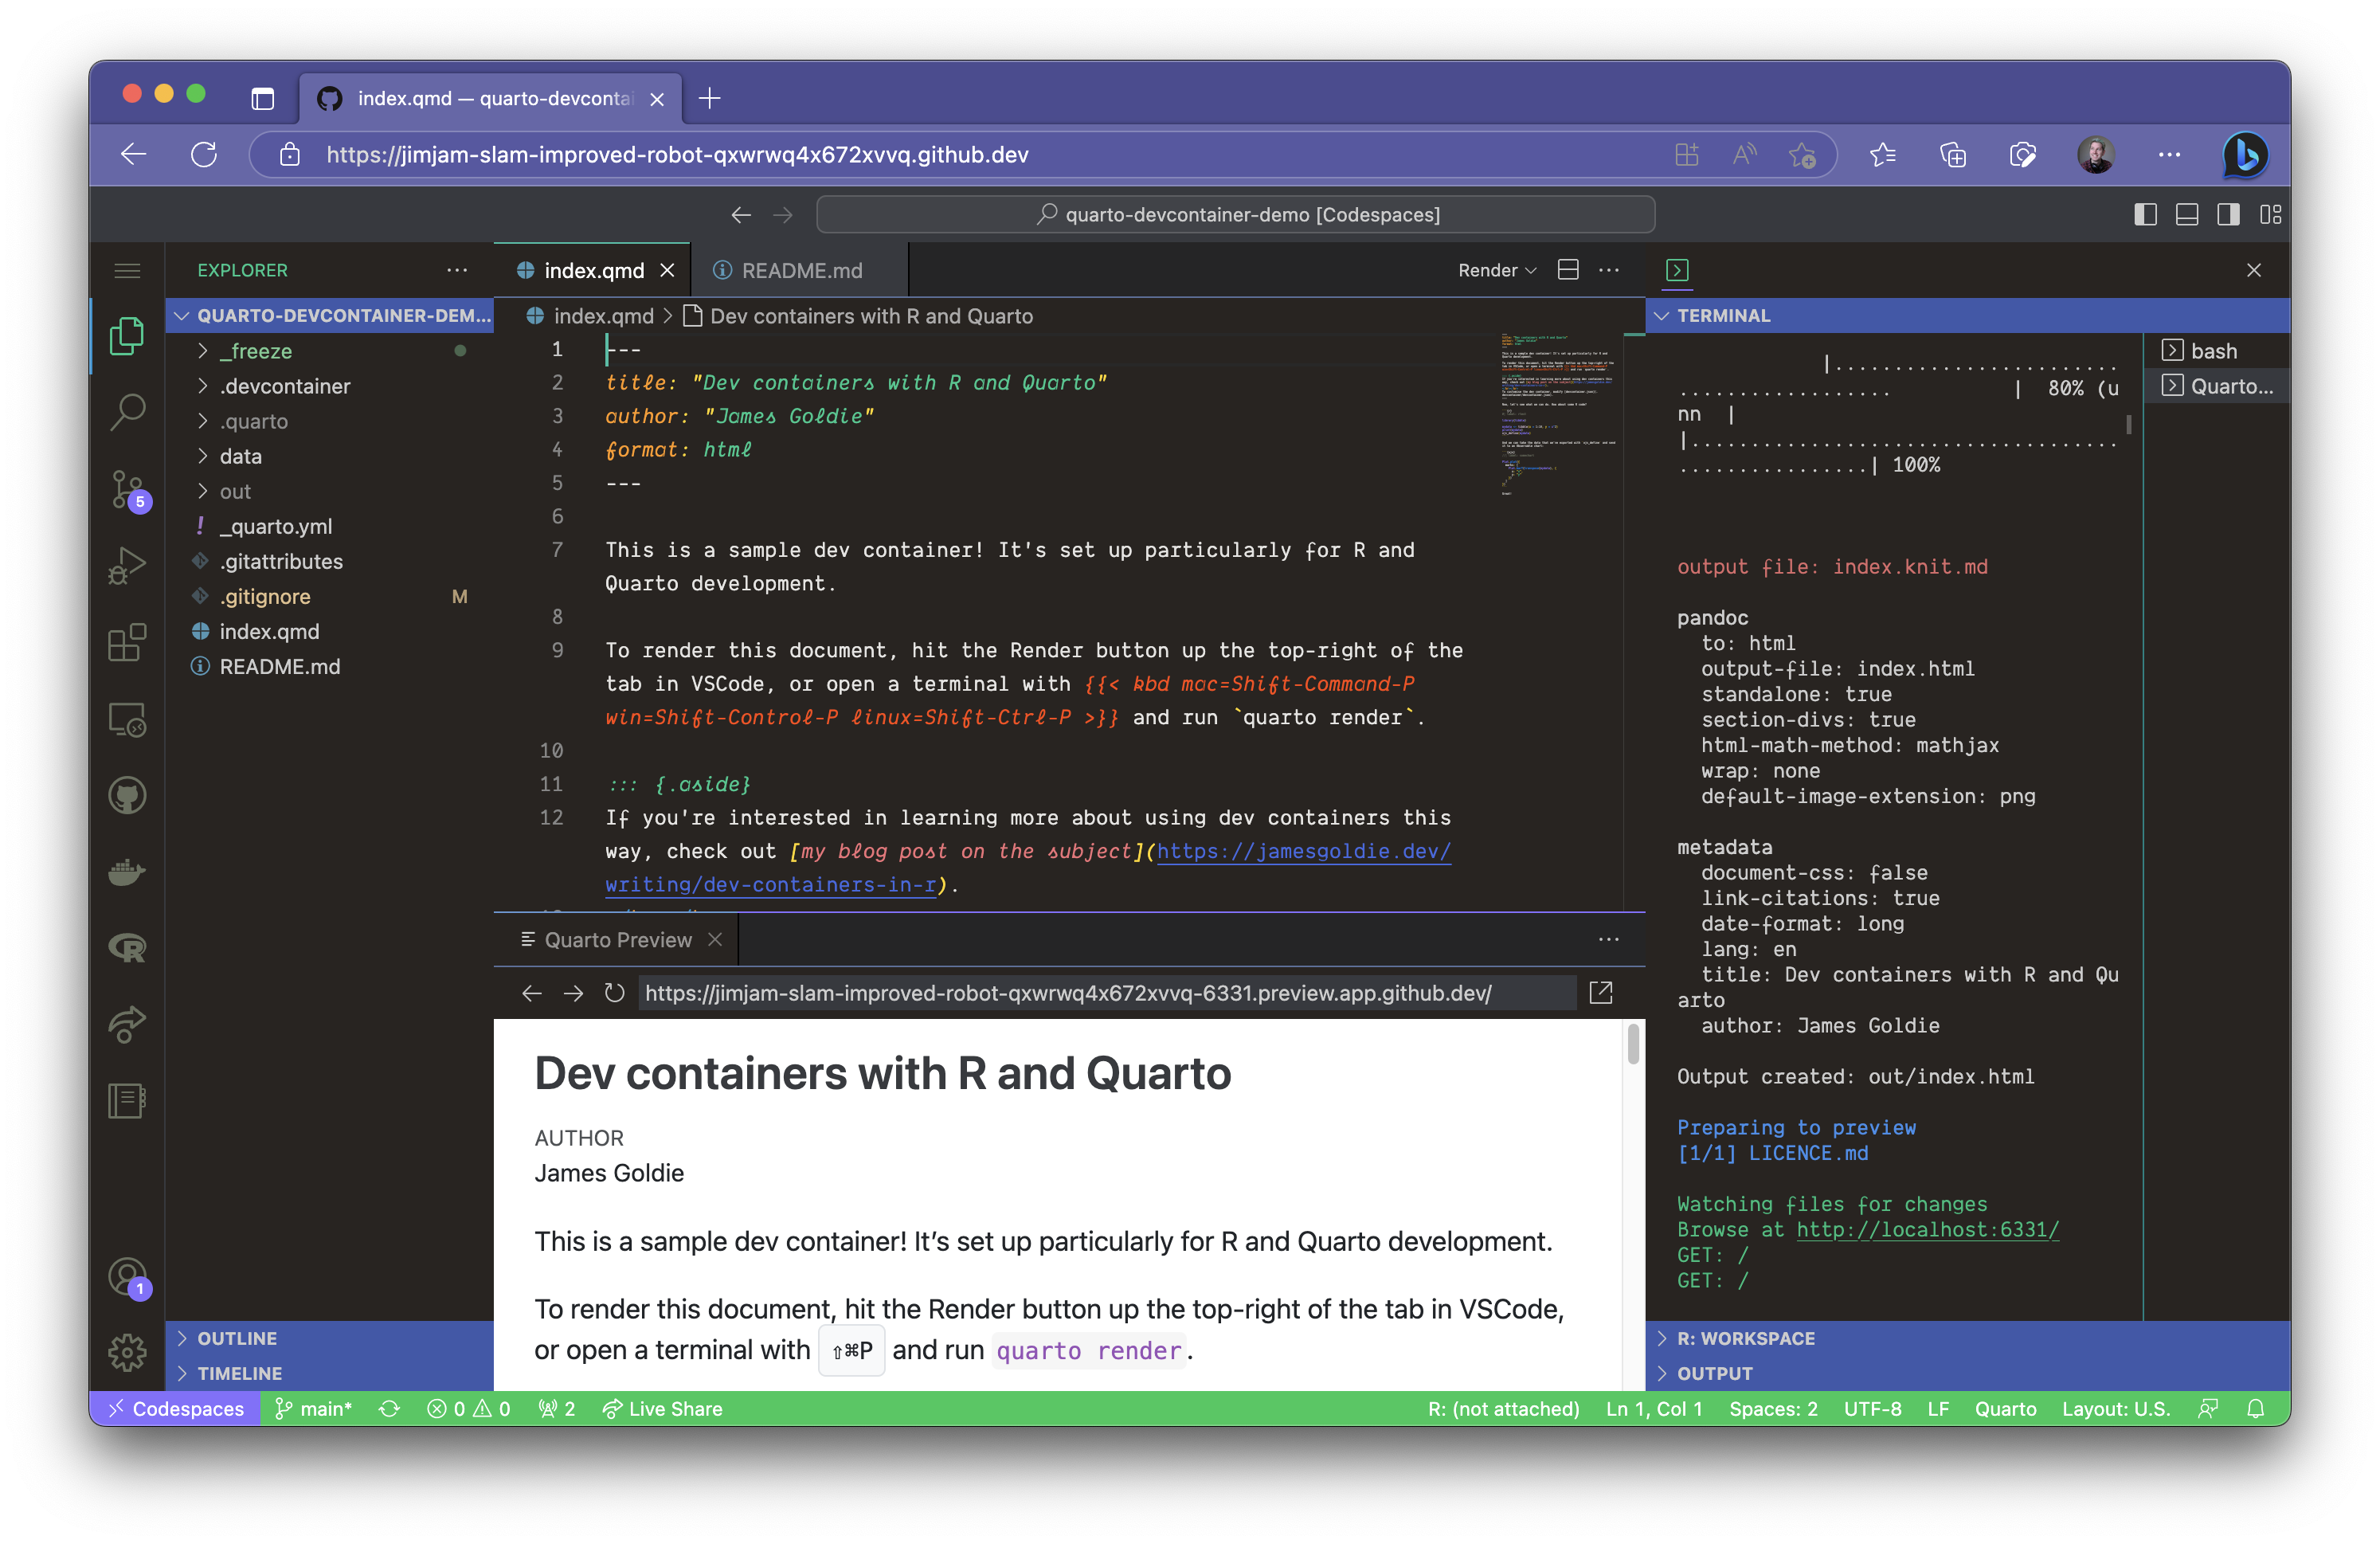 index.qmd — quarto-devcontai
https://jimjam-slam-improved-robot-qxwrwq4x672xvvq.github.dev
quarto-devcontainer-demo [Codespaces]
EXPLORER
QUARTO-DEVCONTAINER-DEM...
_freeze
.devcontainer
.quarto
data
out
_quarto.yml
.gitattributes
.gitignore M
index.qmd
README.md
OUTLINE
TIMELINE
5
1
index.qmd
README.md
Render
index.qmd > Dev containers with R and Quarto
1 ---
2 title: "Dev containers with R and Quarto"
3 author: "James Goldie"
4 format: html
5 ---
6
7 This is a sample dev container! It's set up particularly for R and
Quarto development.
8
9 To render this document, hit the Render button up the top-right of the
tab in VSCode, or open a terminal with {{< kbd mac=Shift-Command-P
win=Shift-Control-P linux=Shift-Ctrl-P >}} and run `quarto render`.
10
11 ::: {.aside}
12 If you're interested in learning more about using dev containers this
way, check out [my blog post on the subject](https://jamesgoldie.dev/
writing/dev-containers-in-r).
Quarto Preview
https://jimjam-slam-improved-robot-qxwrwq4x672xvvq-6331.preview.app.github.dev/
Dev containers with R and Quarto
AUTHOR
James Goldie
This is a sample dev container! It’s set up particularly for R and Quarto development.
To render this document, hit the Render button up the top-right of the tab in VSCode,
or open a terminal with ⇧⌘P and run quarto render.
TERMINAL
|........................
.................. | 80% (u
nn |
|....................................
................| 100%
output file: index.knit.md
pandoc
to: html
output-file: index.html
standalone: true
section-divs: true
html-math-method: mathjax
wrap: none
default-image-extension: png
metadata
document-css: false
link-citations: true
date-format: long
lang: en
title: Dev containers with R and Qu
arto
author: James Goldie
Output created: out/index.html
Preparing to preview
[1/1] LICENCE.md
Watching files for changes
Browse at http://localhost:6331/
GET: /
GET: /
bash
Quarto...
R: WORKSPACE
OUTPUT
Codespaces main* 0 0 2 Live Share R: (not attached) Ln 1, Col 1 Spaces: 2 UTF-8 LF Quarto Layout: U.S.